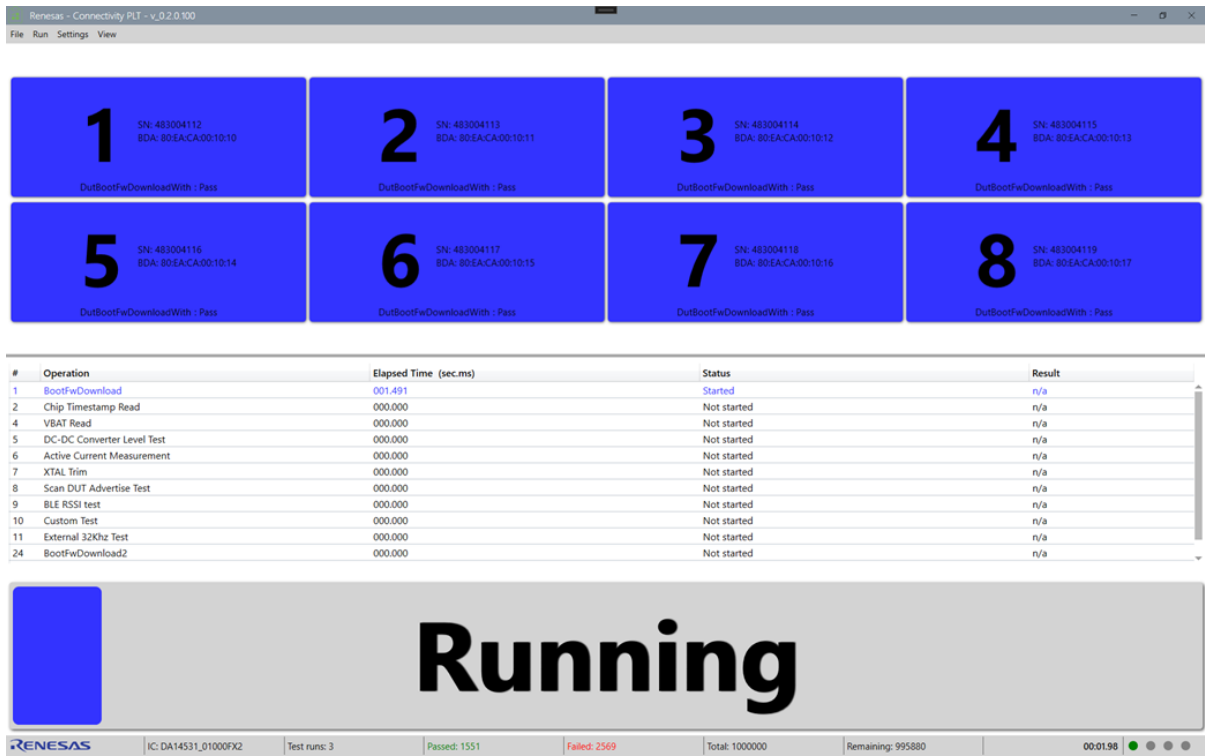 Renesas - Connectivity PLT - v_0.2.0.100
File Run Settings View
1 SN: 483004112
BDA: 80:EA:CA:00:10:10
DutBootFwDownloadWith : Pass
2 SN: 483004113
BDA: 80:EA:CA:00:10:11
DutBootFwDownloadWith : Pass
3 SN: 483004114
BDA: 80:EA:CA:00:10:12
DutBootFwDownloadWith : Pass
4 SN: 483004115
BDA: 80:EA:CA:00:10:13
DutBootFwDownloadWith : Pass
5 SN: 483004116
BDA: 80:EA:CA:00:10:14
DutBootFwDownloadWith : Pass
6 SN: 483004117
BDA: 80:EA:CA:00:10:15
DutBootFwDownloadWith : Pass
7 SN: 483004118
BDA: 80:EA:CA:00:10:16
DutBootFwDownloadWith : Pass
8 SN: 483004119
BDA: 80:EA:CA:00:10:17
DutBootFwDownloadWith : Pass
# Operation Elapsed Time (sec.ms) Status Result
1 BootFwDownload 001.491 Started n/a
2 Chip Timestamp Read 000.000 Not started n/a
4 VBAT Read 000.000 Not started n/a
5 DC-DC Converter Level Test 000.000 Not started n/a
6 Active Current Measurement 000.000 Not started n/a
7 XTAL Trim 000.000 Not started n/a
8 Scan DUT Advertise Test 000.000 Not started n/a
9 BLE RSSI test 000.000 Not started n/a
10 Custom Test 000.000 Not started n/a
11 External 32Khz Test 000.000 Not started n/a
24 BootFwDownload2 000.000 Not started n/a
Running
RENESAS IC: DA14531_01000FX2 Test runs: 3 Passed: 1551 Failed: 2569 Total: 1000000 Remaining: 995880 00:01.98